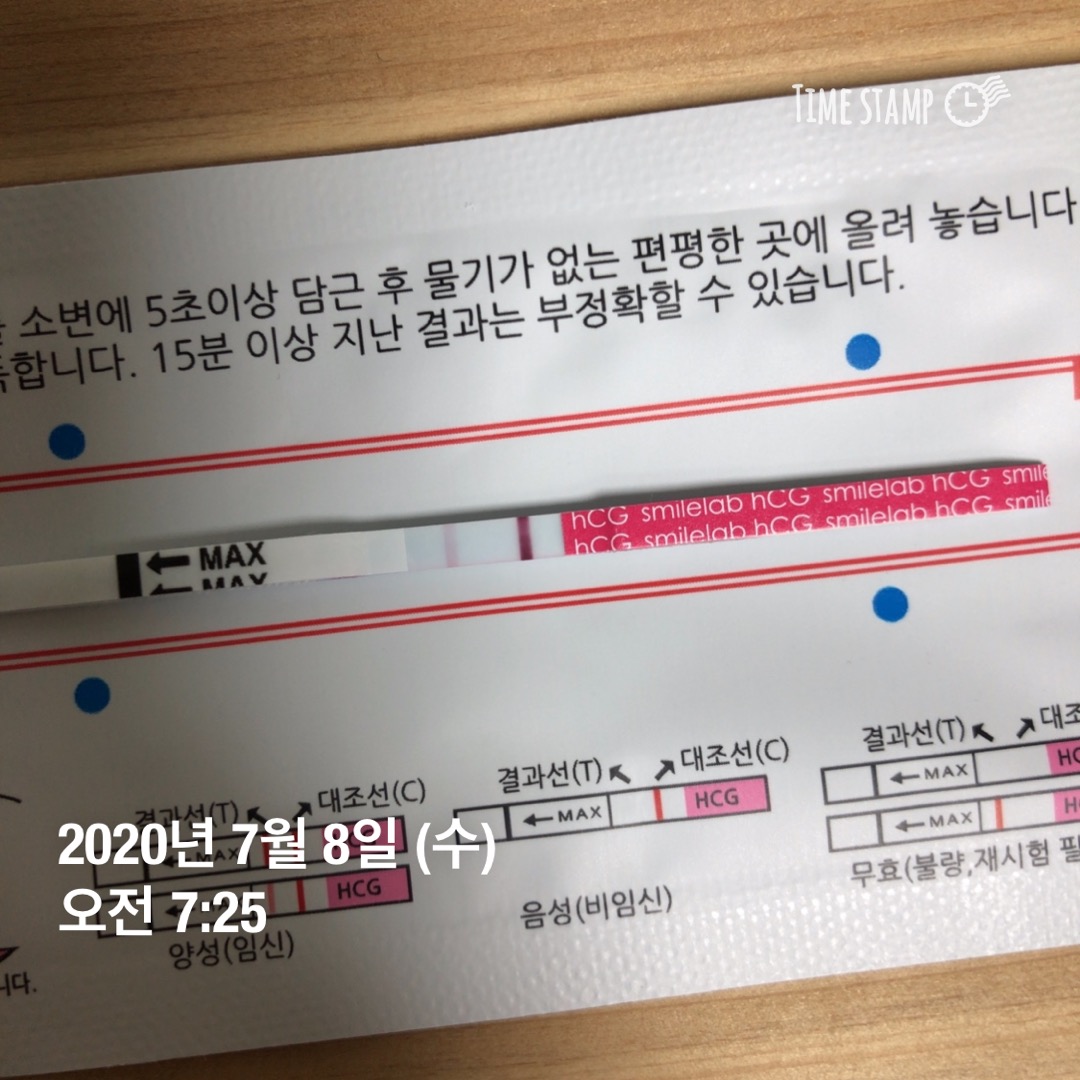 TIME STAMP
소변에 5초이상 담근 후 물기가 없는 편평한 곳에 올려 놓습니다
독합니다. 15분 이상 지난 결과는 부정확할 수 있습니다.
hCG smilelab hCG smilelab hCG smile
hCG smilelab hCG smilelab hCG smile
MAX
MAX
결과선(T) 대조선(C)
MAX
HCG
양성(임신)
결과선(T) 대조선(C)
MAX HCG
음성(비임신)
결과선(T) 대조
MAX HC
MAX H
무효(불량,재시험 필
니다.
2020년 7월 8일 (수)
오전 7:25